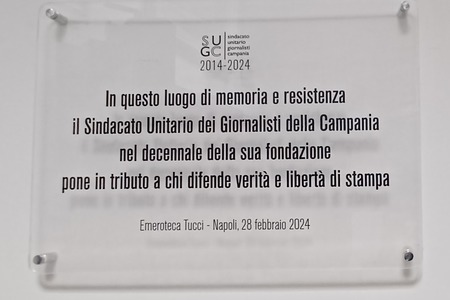 SU
GC
sindacato
unitario
giornalisti
campania
2014-2024
In questo luogo di memoria e resistenza
il Sindacato Unitario dei Giornalisti della Campania
nel decennale della sua fondazione
pone in tributo a chi difende verità e libertà di stampa
Emeroteca Tucci - Napoli, 28 febbraio 2024